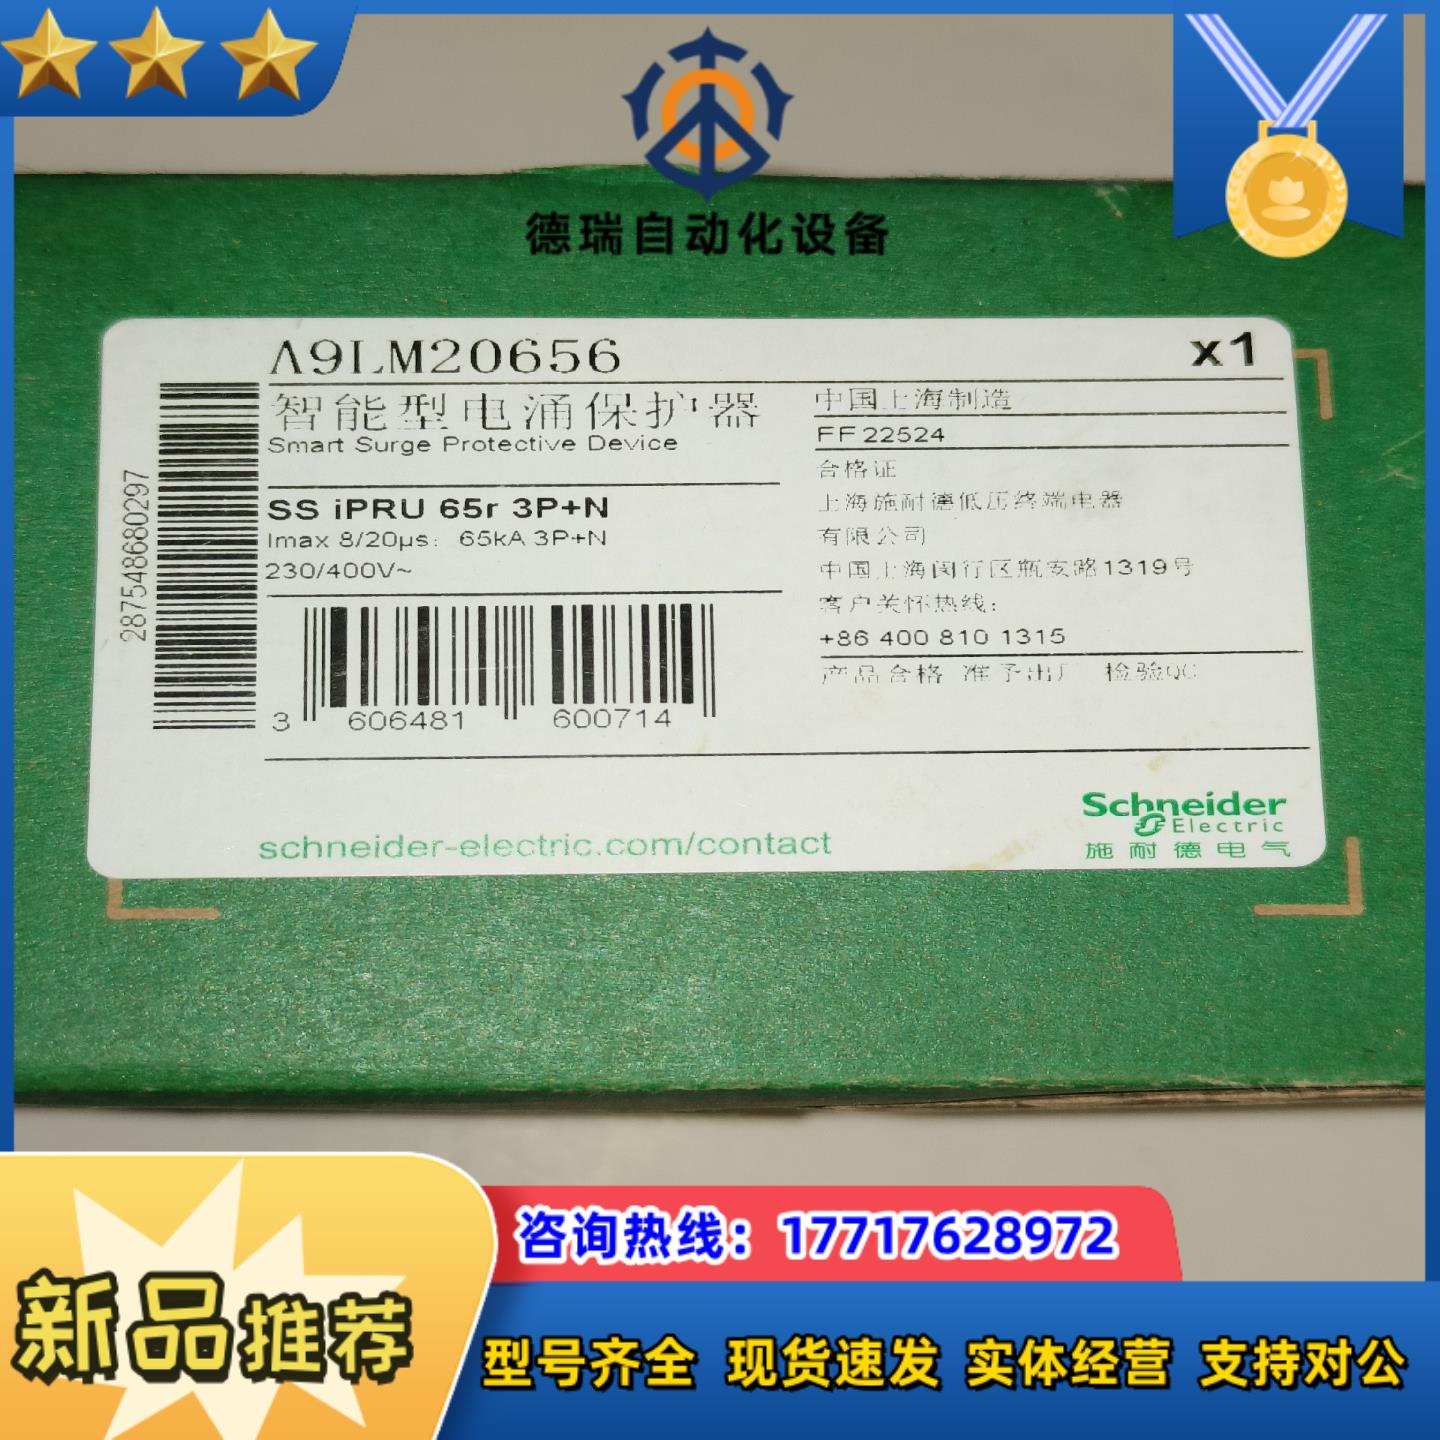 德瑞自动化设备
A9LM20656
x1
智能型电涌保护器
Smart Surge Protective Device
SS iPRU 65r 3P+N
Imax 8/20μs: 65kA 3P+N
230/400V~
287548680297
3 606481 600714
中国上海制造
FF 22524
合格证
上海施耐德低压终端电器
有限公司
中国上海闵行区瓶安路1319号
客户关怀热线:
+86 400 810 1315
产品合格 准予出厂 检验QC
schneider-electric.com/contact
Schneider
Electric
施耐德电气
咨询热线：17717628972
新品推荐
型号齐全 现货速发 实体经营 支持对公